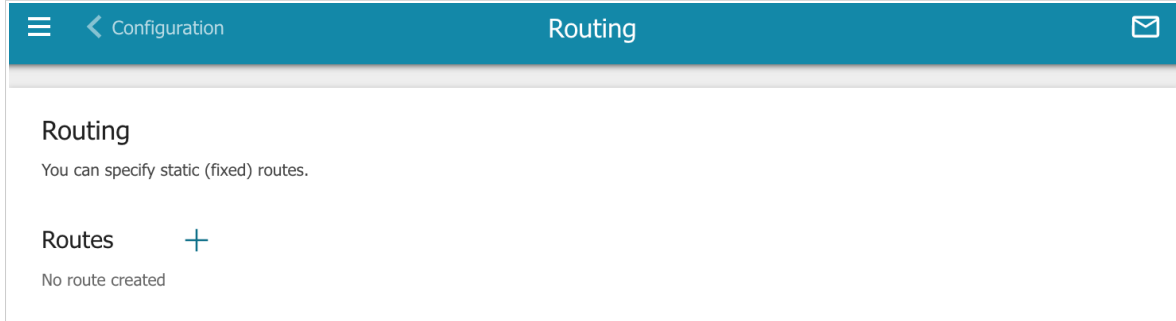 Configuration
Routing
Routing
You can specify static (fixed) routes.
Routes
No route created